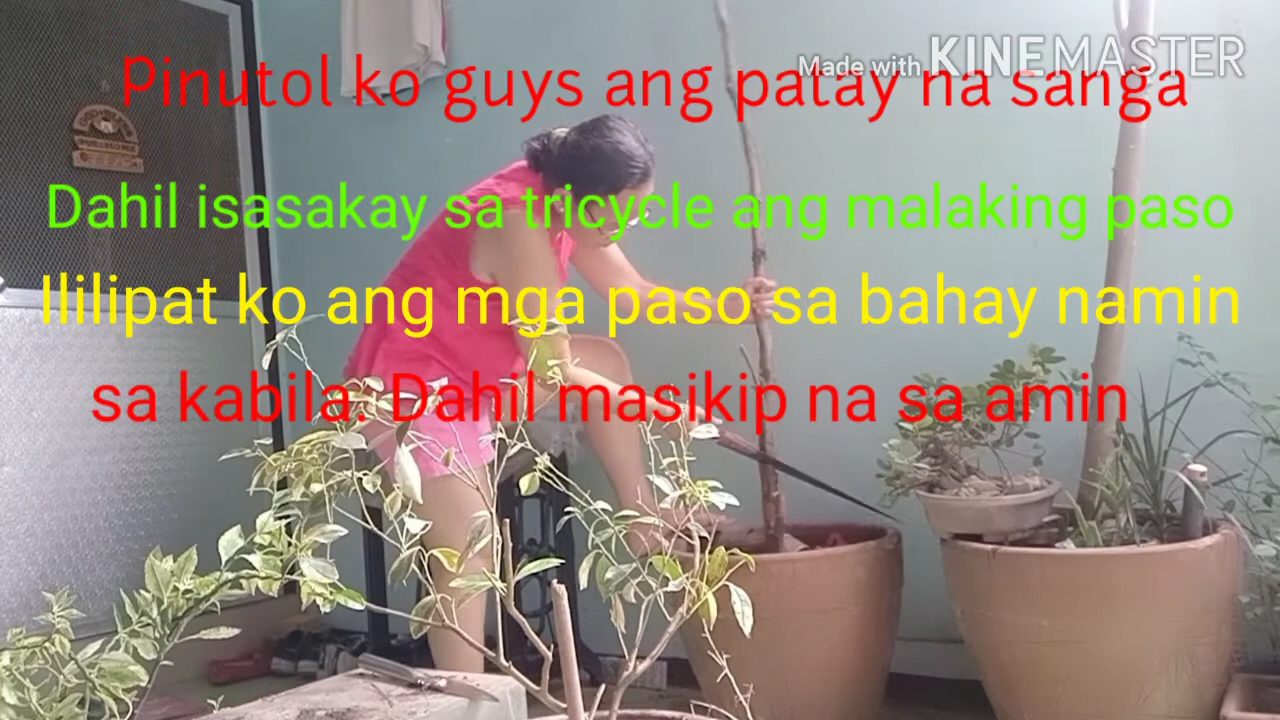 Made with KINEMASTER
Pinutol ko guys ang patay na sanga
Dahil isasakay sa tricycle ang malaking paso
Ililipat ko ang mga paso sa bahay namin
sa kabila. Dahil masikip na sa amin